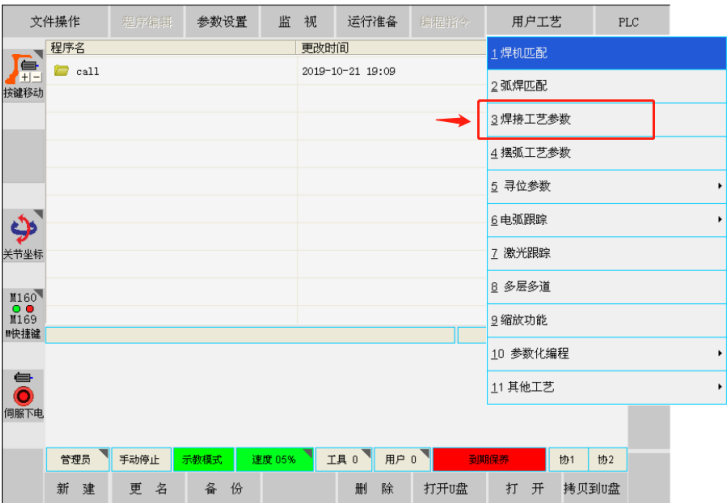 文件操作 程序编辑 参数设置 监 视 运行准备 编程指令 用户工艺 PLC
程序名 更改时间
call 2019-10-21 19:09
按键移动
关节坐标
M160
M169
M快捷键
伺服下电
1 焊机匹配
2 弧焊匹配
3 焊接工艺参数
4 摆弧工艺参数
5 寻位参数
6 电弧跟踪
7 激光跟踪
8 多层多道
9 缩放功能
10 参数化编程
11 其他工艺
管理员 手动停止 示教模式 速度 05% 工具 0 用户 0 到期保养 协1 协2
新 建 更 名 备 份 删 除 打开U盘 打 开 拷贝到U盘